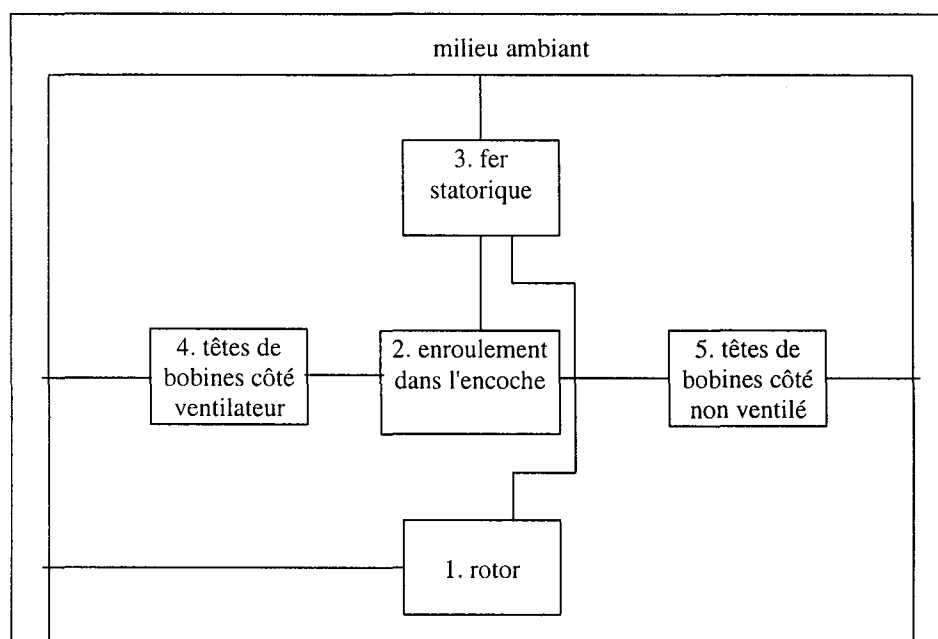 milieu ambiant
3. fer
statorique
4. têtes de
bobines côté
ventilateur
2. enroulement
dans l'encoche
5. têtes de
bobines côté
non ventilé
1. rotor